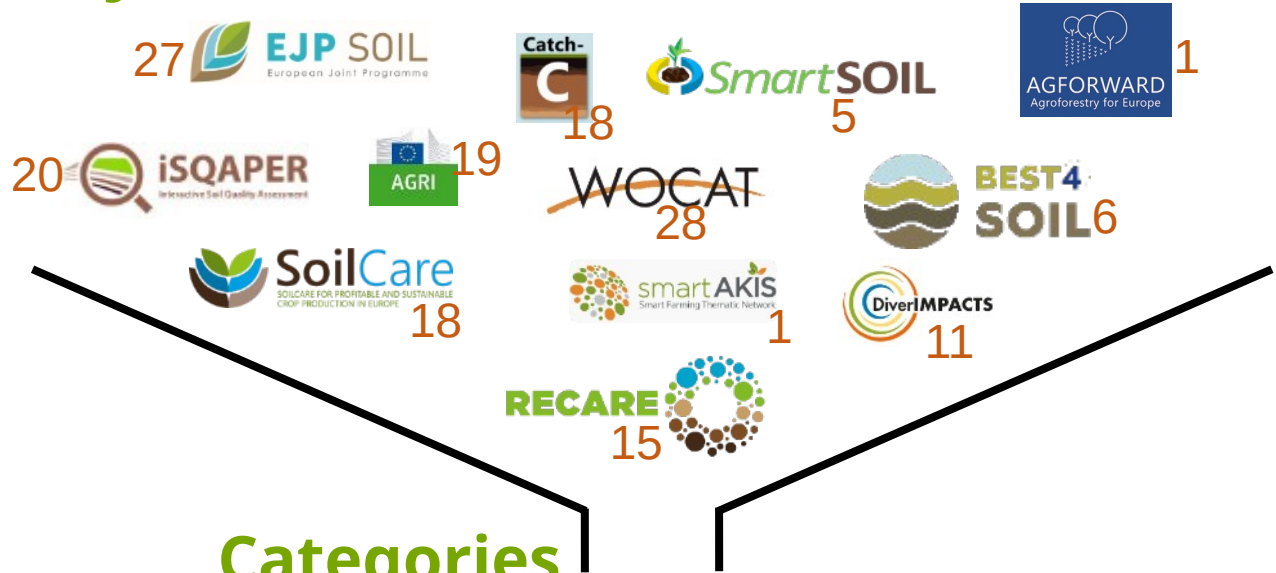 27
EJP SOIL
European Joint Programme
Catch-
C
18
SmartSOIL
5
AGFORWARD
Agroforestry for Europe
1
20
iSQAPER
Interactive Soil Quality Assessment
AGRI
19
WOCAT
28
BEST4
SOIL
6
SoilCare
SOILCARE FOR PROFITABLE AND SUSTAINABLE
CROP PRODUCTION IN EUROPE
18
smartAKIS
Smart Farming Thematic Network
1
DiverIMPACTS
11
RECARE
15
Categories